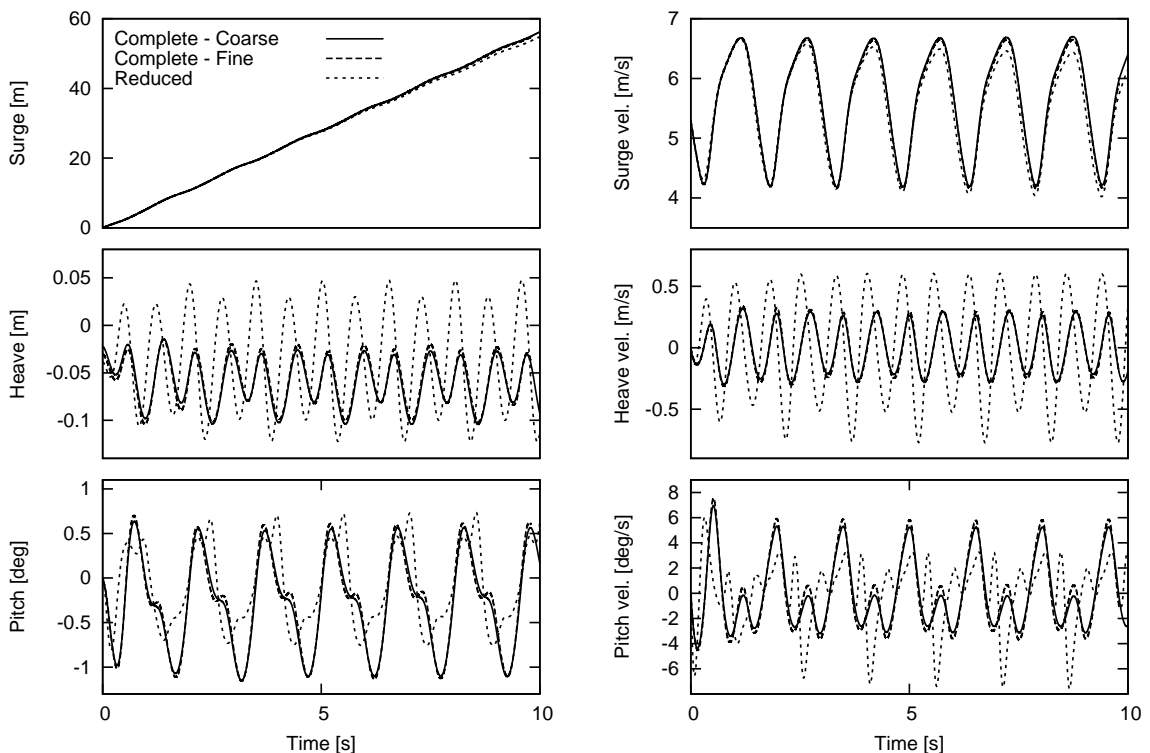 60
40
20
0
Surge [m]
Complete - Coarse
Complete - Fine
Reduced
7
6
5
4
Surge vel. [m/s]
0.05
0
-0.05
-0.1
Heave [m]
0.5
0
-0.5
Heave vel. [m/s]
1
0.5
0
-0.5
-1
Pitch [deg]
0 5 10
Time [s]
8
6
4
2
0
-2
-4
-6
Pitch vel. [deg/s]
0 5 10
Time [s]